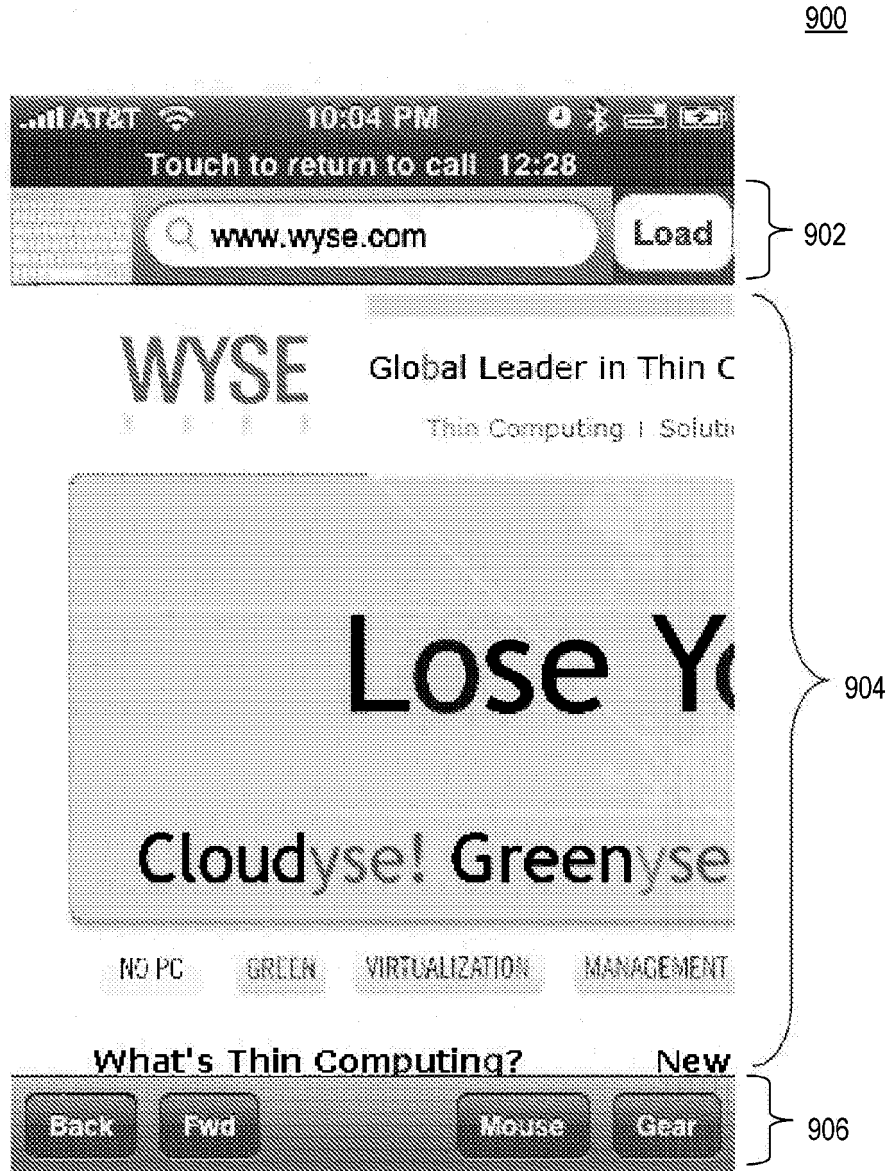 900
AT&T 10:04 PM
Touch to return to call 12:28
www.wyse.com Load
902
WYSE
Global Leader in Thin C
Thin Computing | Soluti
Lose Yo
904
Cloudyse! Greenyse
NO PC GREEN VIRTUALIZATION MANAGEMENT
What's Thin Computing? New
Back Fwd Mouse Gear
906